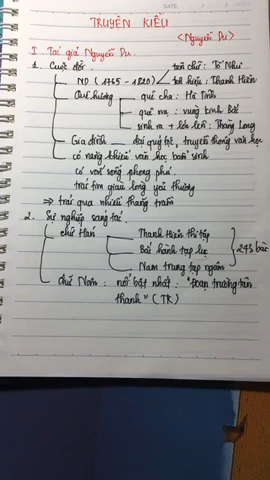 TRUYỆN KIỀU
<Nguyễn Du>
I. Tác giả Nguyễn Du.
1. Cuộc đời:
tên chữ: Tố Như
ND (1765 - 1820)
tên hiệu: Thanh Hiên
Quê hương
quê cha: Hà Tĩnh
quê mẹ: vùng kinh Bắc
sinh ra + lớn lên: Thăng Long
Gia đình đại quý tộc, truyền thống văn học
có năng khiếu văn học bẩm sinh
có vốn sống phong phú
trái tim giàu lòng yêu thương
⇒ trải qua nhiều thăng trầm
2. Sự nghiệp sáng tác.
chữ Hán
Thanh Hiên thi tập
Bắc hành tạp lục
243 bài
Nam trung tạp ngâm
chữ Nôm: nổi bật nhất: "Đoạn trường tân
thanh" (TK)